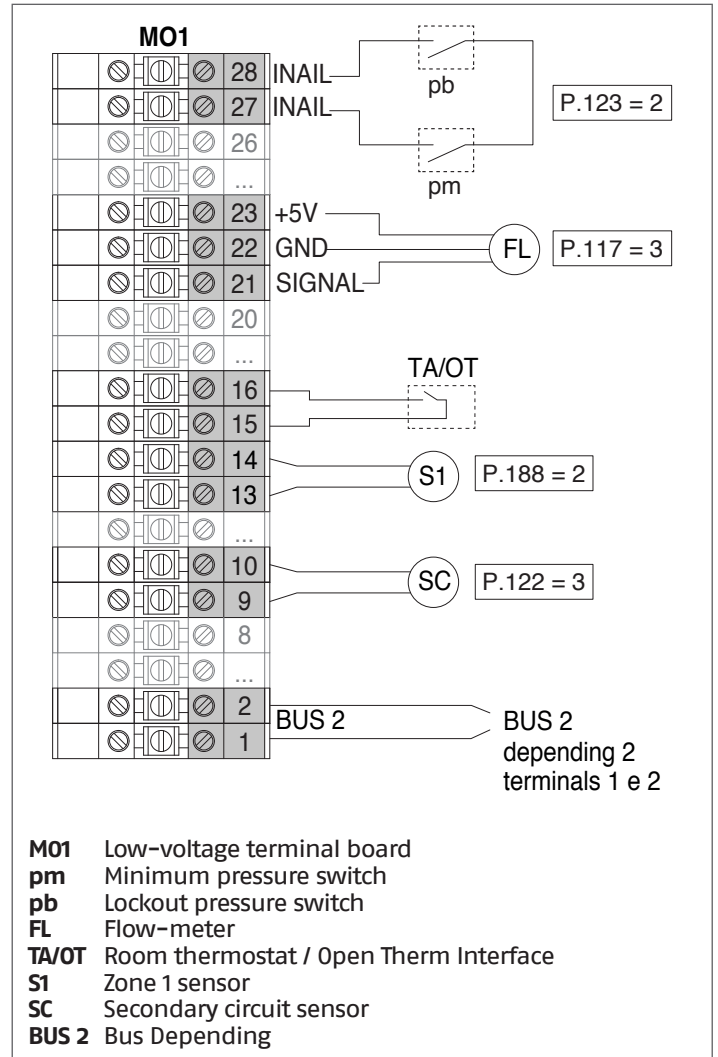 MO1
28 INAIL
pb
27 INAIL
P.123 = 2
26
pm
...
23 +5V
22 GND
FL
P.117 = 3
21 SIGNAL
20
...
TA/OT
16
15
14
S1
P.188 = 2
13
...
10
SC
P.122 = 3
9
8
...
2
BUS 2
BUS 2
1
depending 2
terminals 1 e 2
M01 Low-voltage terminal board
pm Minimum pressure switch
pb Lockout pressure switch
FL Flow-meter
TA/OT Room thermostat / Open Therm Interface
S1 Zone 1 sensor
SC Secondary circuit sensor
BUS 2 Bus Depending